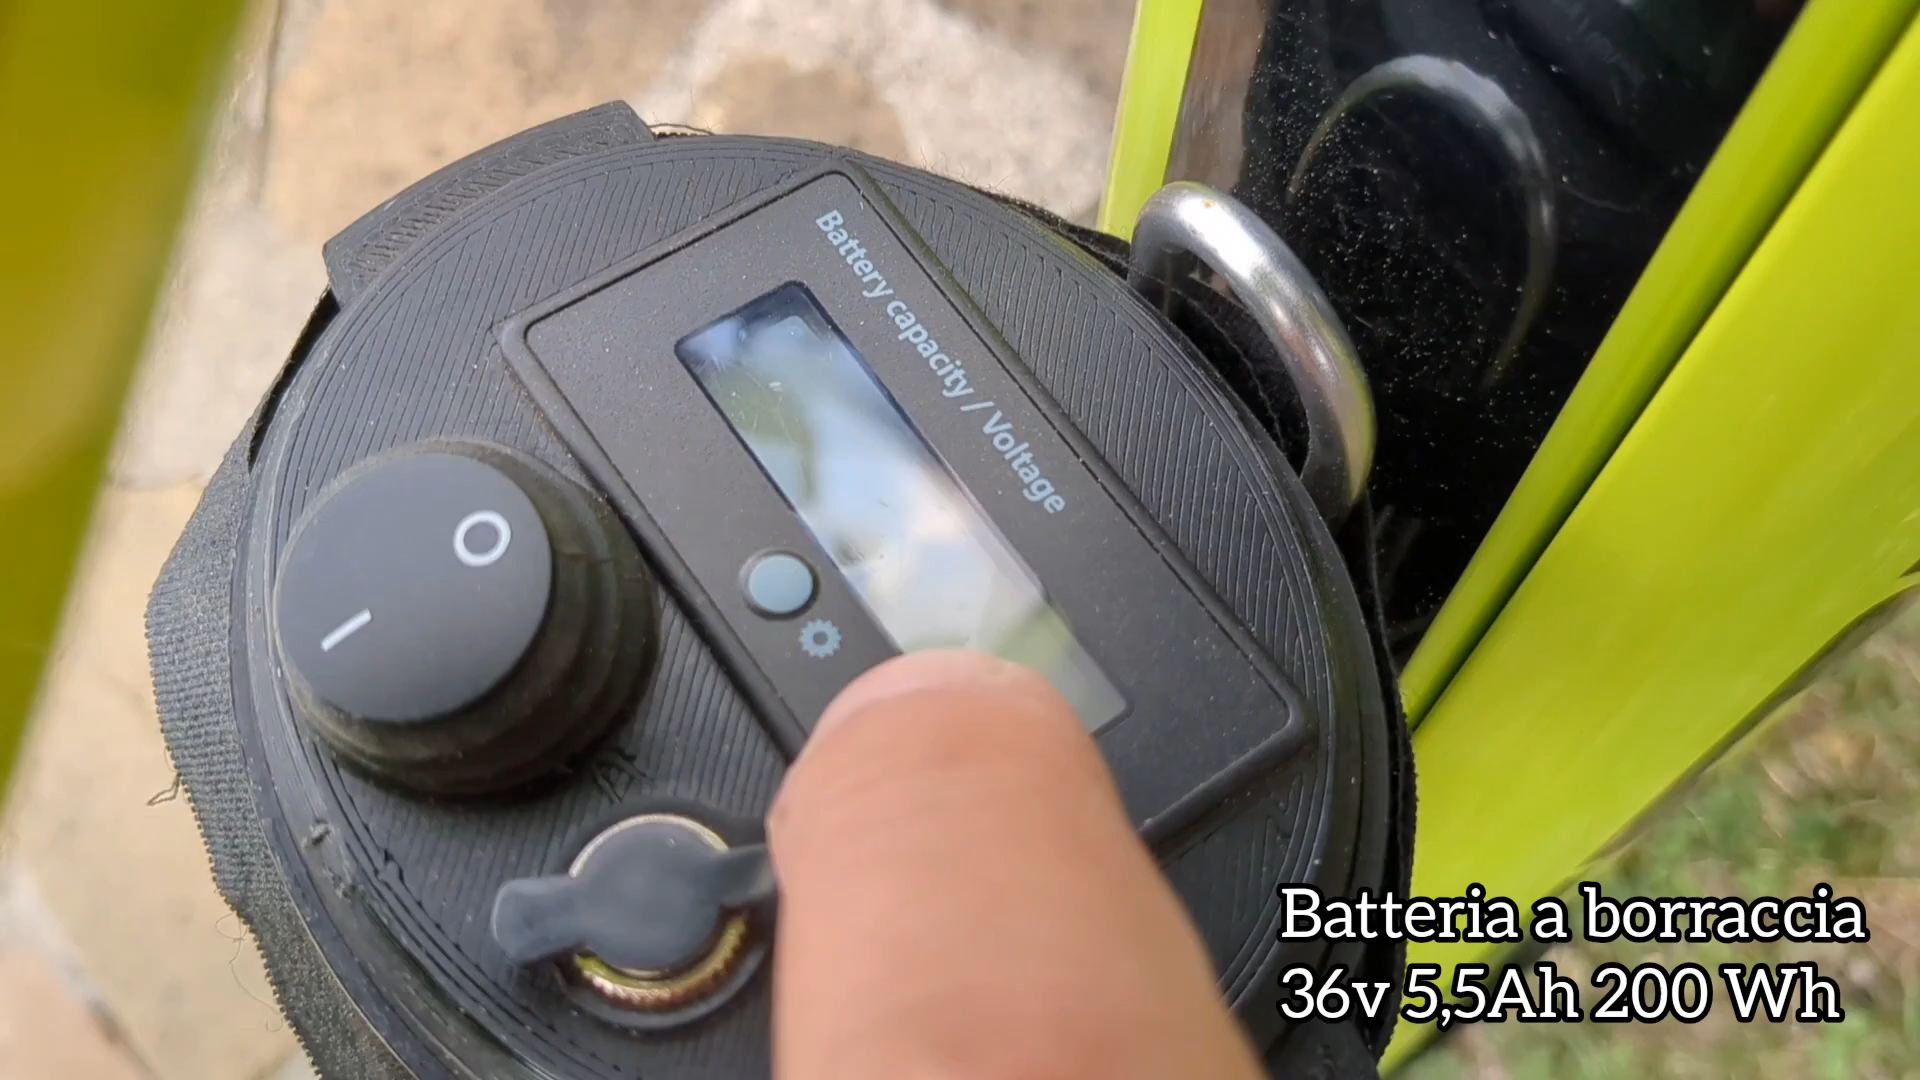 Battery capacity / Voltage
O
I
Batteria a borraccia
36v 5,5Ah 200 Wh